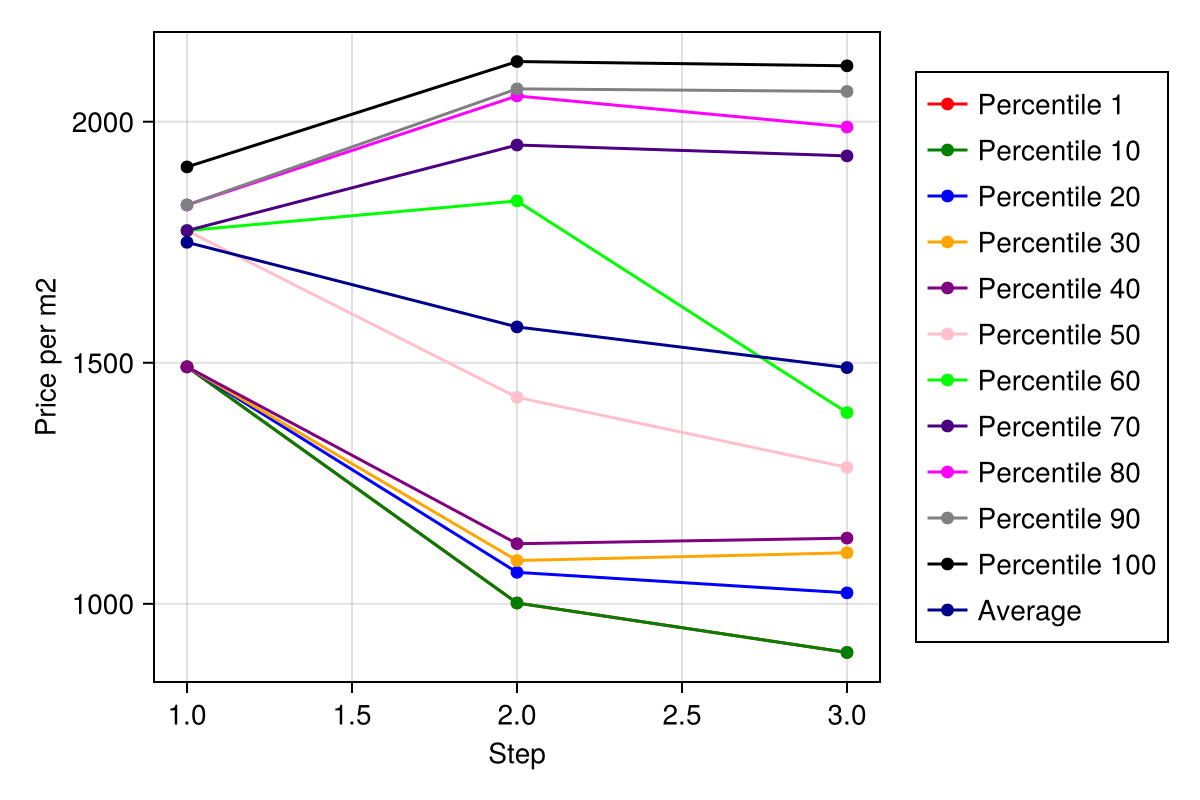 2000
1500
1000
Price per m2
1.0
1.5
2.0
2.5
3.0
Step
Percentile 1
Percentile 10
Percentile 20
Percentile 30
Percentile 40
Percentile 50
Percentile 60
Percentile 70
Percentile 80
Percentile 90
Percentile 100
Average